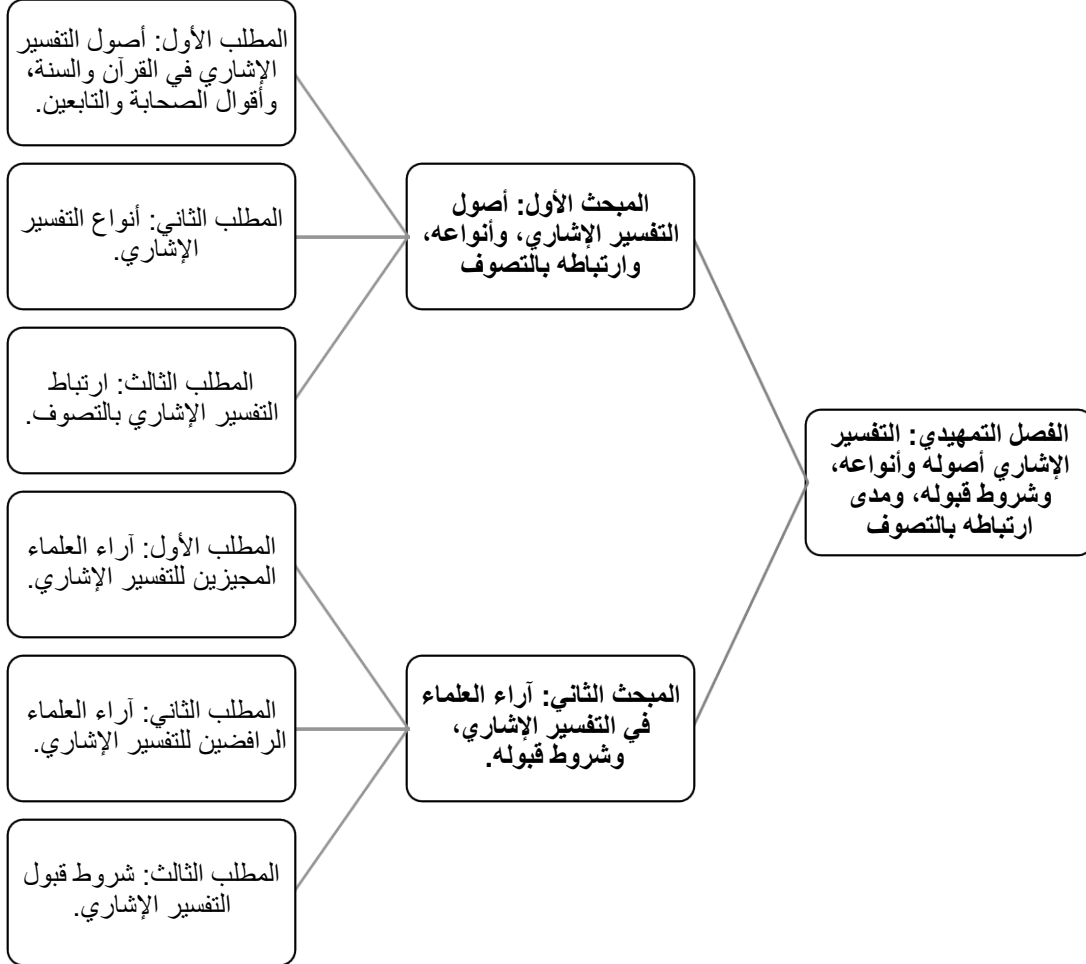 الفصل التمهيدي: التفسير
الإشاري أصوله وأنواعه،
وشروط قبوله، ومدى
ارتباطه بالتصوف
المبحث الأول: أصول
التفسير الإشاري، وأنواعه،
وارتباطه بالتصوف
المطلب الأول: أصول التفسير
الإشاري في القرآن والسنة،
وأقوال الصحابة والتابعين.
المطلب الثاني: أنواع التفسير
الإشاري.
المطلب الثالث: ارتباط
التفسير الإشاري بالتصوف.
المبحث الثاني: آراء العلماء
في التفسير الإشاري،
وشروط قبوله.
المطلب الأول: آراء العلماء
المجيزين للتفسير الإشاري.
المطلب الثاني: آراء العلماء
الرافضين للتفسير الإشاري.
المطلب الثالث: شروط قبول
التفسير الإشاري.